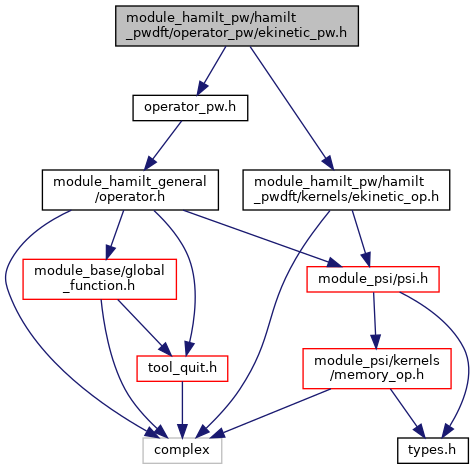 module_hamilt_pw/hamilt
_pwdft/operator_pw/ekinetic_pw.h
operator_pw.h
module_hamilt_general
/operator.h
module_hamilt_pw/hamilt
_pwdft/kernels/ekinetic_op.h
module_base/global
_function.h
module_psi/psi.h
tool_quit.h
module_psi/kernels
/memory_op.h
complex
types.h